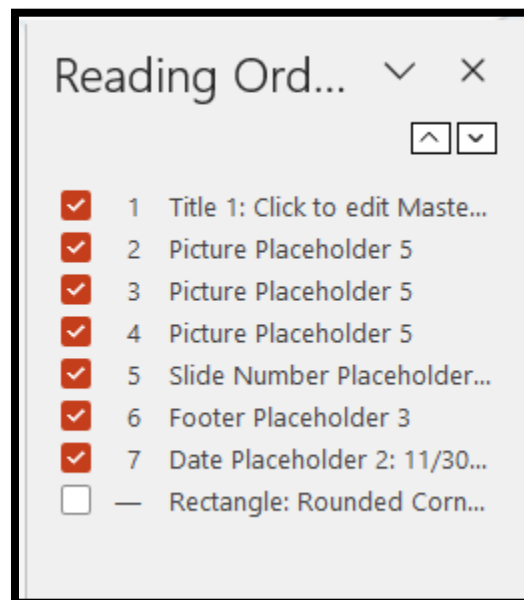 Reading Ord...
1 Title 1: Click to edit Maste...
2 Picture Placeholder 5
3 Picture Placeholder 5
4 Picture Placeholder 5
5 Slide Number Placeholder...
6 Footer Placeholder 3
7 Date Placeholder 2: 11/30...
— Rectangle: Rounded Corn...